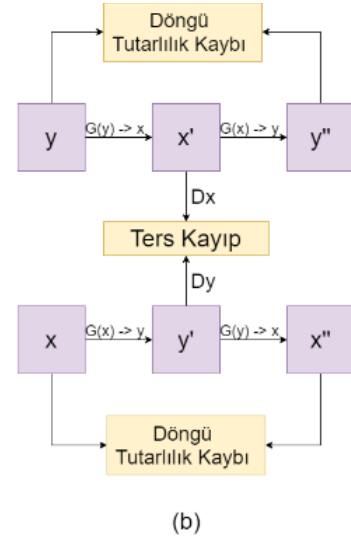 Döngü
Tutarlılık Kaybı
y
G(y) -> x
x'
G(x) -> y
y"
Dx
Ters Kayıp
Dy
x
G(x) -> y
y'
G(y) -> x
x"
Döngü
Tutarlılık Kaybı
(b)